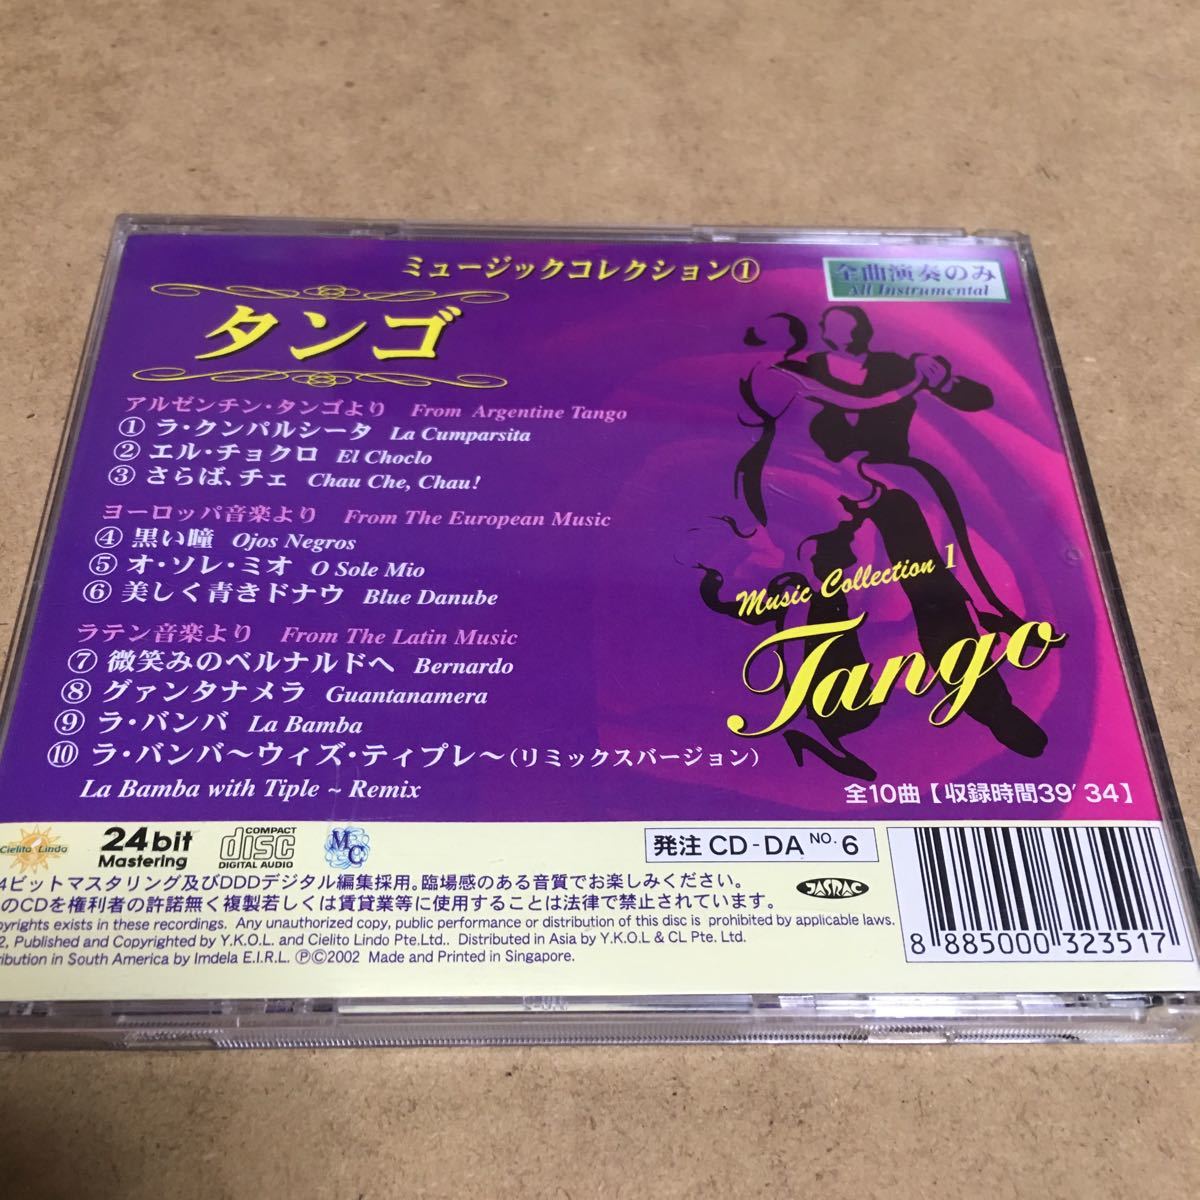 ミュージックコレクション①
全曲演奏のみ
All Instrumental
タンゴ
アルゼンチン・タンゴより From Argentine Tango
① ラ・クンパルシータ La Cumparsita
② エル・チョクロ El Choclo
③ さらば、チェ Chau Che, Chau!
ヨーロッパ音楽より From The European Music
④ 黒い瞳 Ojos Negros
⑤ オ・ソレ・ミオ O Sole Mio
⑥ 美しく青きドナウ Blue Danube
ラテン音楽より From The Latin Music
⑦ 微笑みのベルナルドへ Bernardo
⑧ グァンタナメラ Guantanamera
⑨ ラ・バンバ La Bamba
⑩ ラ・バンバ～ウィズ・ティプレ～(リミックスバージョン)
La Bamba with Tiple ~ Remix
Music Collection 1
Tango
全10曲【収録時間39'34】
Cielito Lindo
24bit
Mastering
COMPACT
disc
DIGITAL AUDIO
MC
発注 CD-DA NO. 6
4ビットマスタリング及びDDDデジタル編集採用。臨場感のある音質でお楽しみください。
のCDを権利者の許諾無く複製若しくは賃貸業等に使用することは法律で禁止されています。
pyrights exists in these recordings. Any unauthorized copy, public performance or distribution of this disc is prohibited by applicable laws.
2, Published and Copyrighted by Y.K.O.L. and Cielito Lindo Pte.Ltd.. Distributed in Asia by Y.K.O.L & CL Pte. Ltd.
ribution in South America by Imdela E.I.R.L. ℗©2002 Made and Printed in Singapore.
JASRAC
8 885000 323517